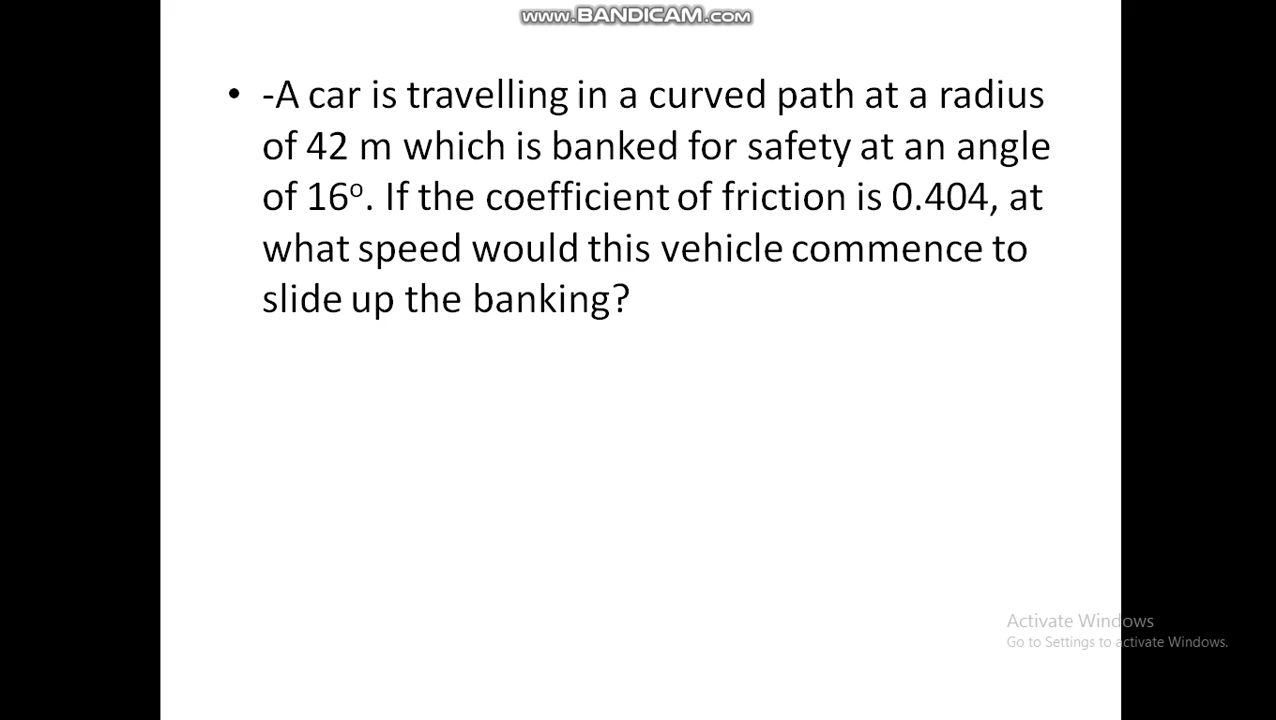 www.BANDICAM.com
• -A car is travelling in a curved path at a radius
of 42 m which is banked for safety at an angle
of 16º. If the coefficient of friction is 0.404, at
what speed would this vehicle commence to
slide up the banking?
Activate Windows
Go to Settings to activate Windows.